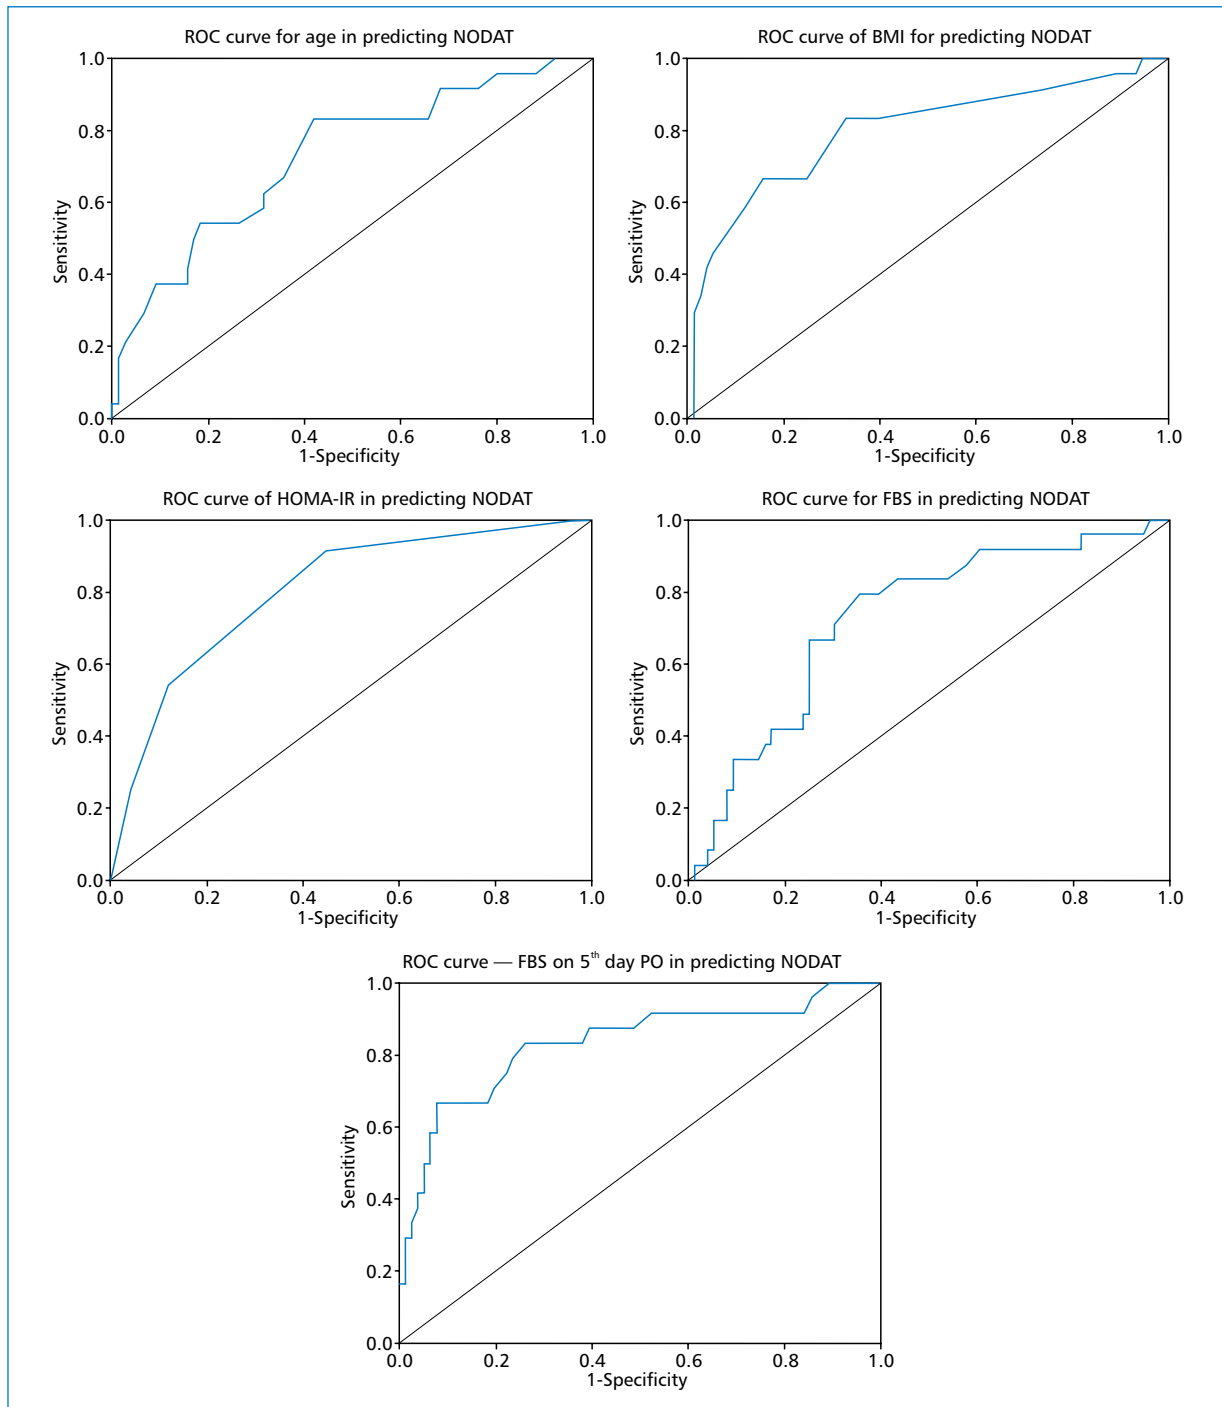 ROC curve for age in predicting NODAT
1.0
0.8
0.6
0.4
0.2
0.0
Sensitivity
0.0 0.2 0.4 0.6 0.8 1.0
1-Specificity
ROC curve of BMI for predicting NODAT
1.0
0.8
0.6
0.4
0.2
0.0
Sensitivity
0.0 0.2 0.4 0.6 0.8 1.0
1-Specificity
ROC curve of HOMA-IR in predicting NODAT
1.0
0.8
0.6
0.4
0.2
0.0
Sensitivity
0.0 0.2 0.4 0.6 0.8 1.0
1-Specificity
ROC curve for FBS in predicting NODAT
1.0
0.8
0.6
0.4
0.2
0.0
Sensitivity
0.0 0.2 0.4 0.6 0.8 1.0
1-Specificity
ROC curve — FBS on 5th day PO in predicting NODAT
1.0
0.8
0.6
0.4
0.2
0.0
Sensitivity
0.0 0.2 0.4 0.6 0.8 1.0
1-Specificity